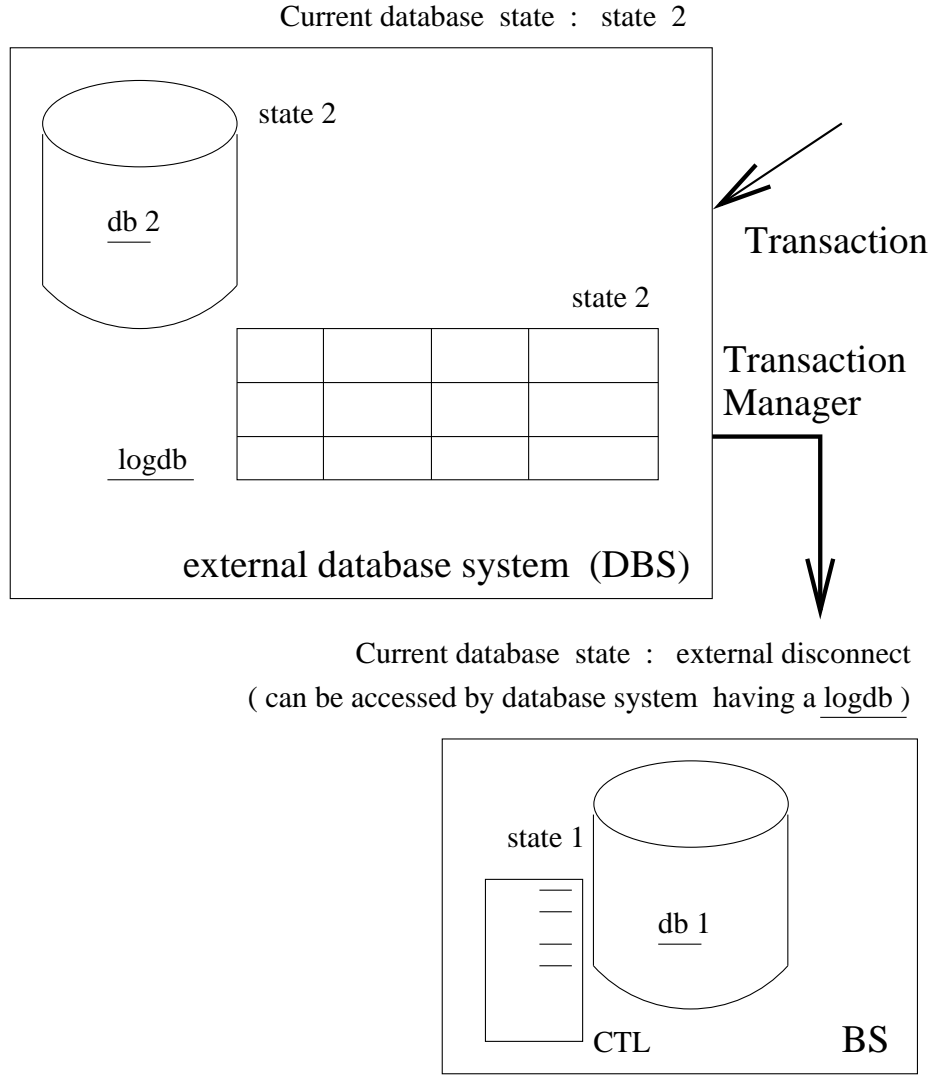 Current database state : state 2
state 2
db 2
Transaction
state 2
Transaction
Manager
logdb
external database system (DBS)
Current database state : external disconnect
( can be accessed by database system having a logdb )
state 1
db 1
CTL
BS